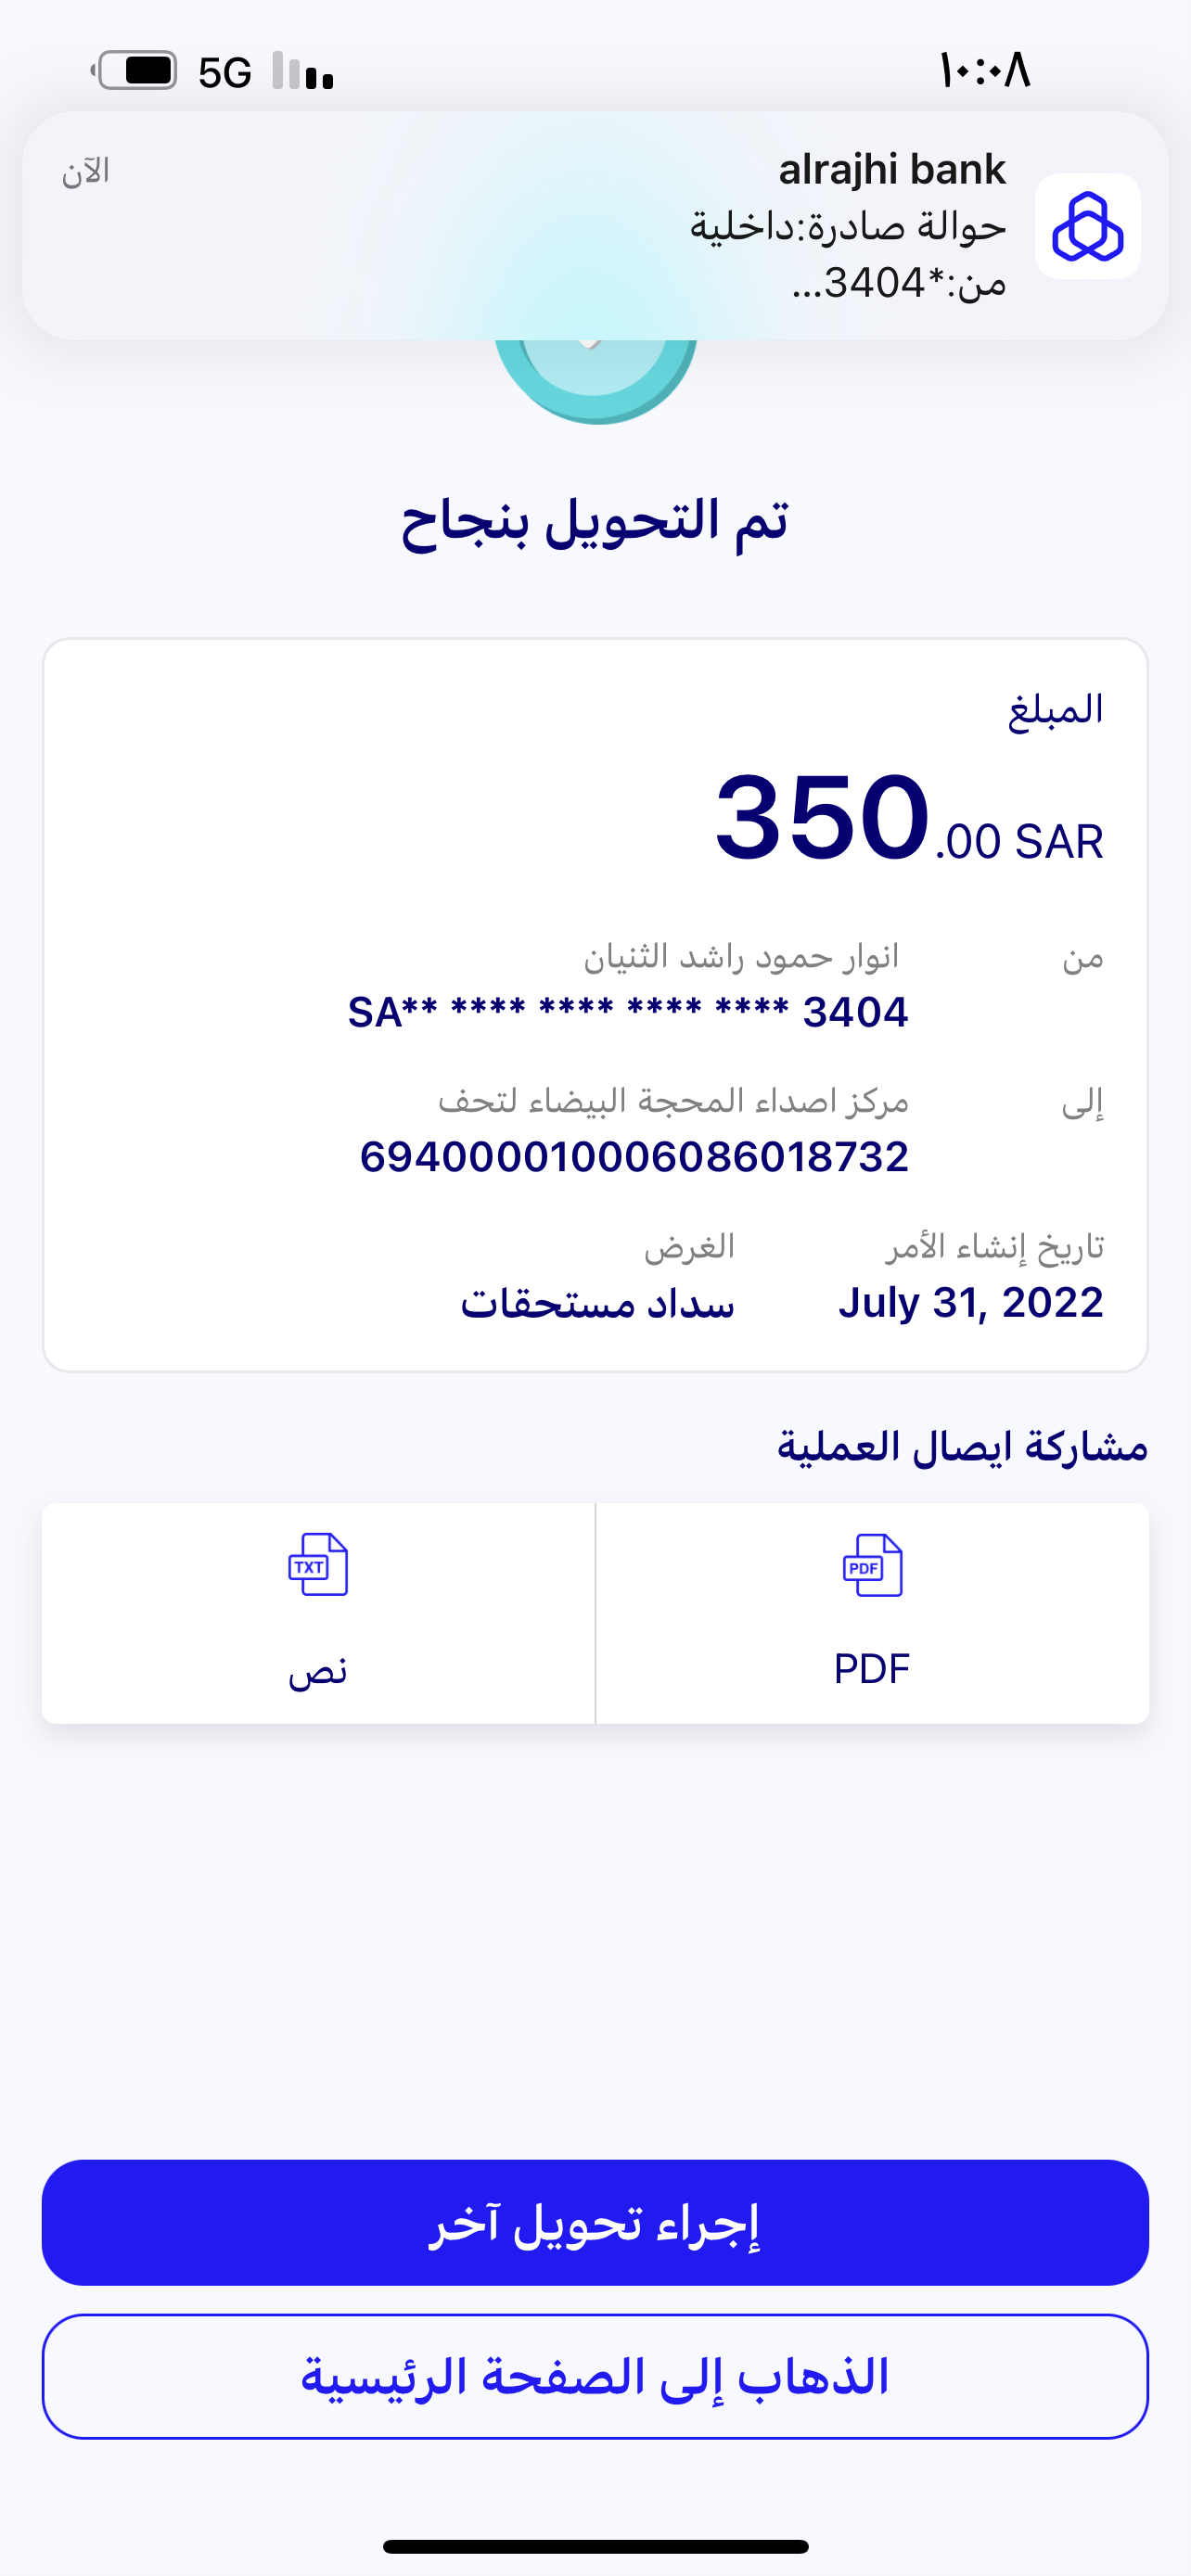 ١٠:٠٨
5G
alrajhi bank
الآن
حوالة صادرة:داخلية
من:*3404...
تم التحويل بنجاح
المبلغ
350.00 SAR
من
انوار حمود راشد الثنيان
SA** **** **** **** **** 3404
إلى
مركز اصداء المحجة البيضاء لتحف
694000010006086018732
تاريخ إنشاء الأمر
July 31, 2022
الغرض
سداد مستحقات
مشاركة ايصال العملية
PDF
PDF
TXT
نص
إجراء تحويل آخر
الذهاب إلى الصفحة الرئيسية